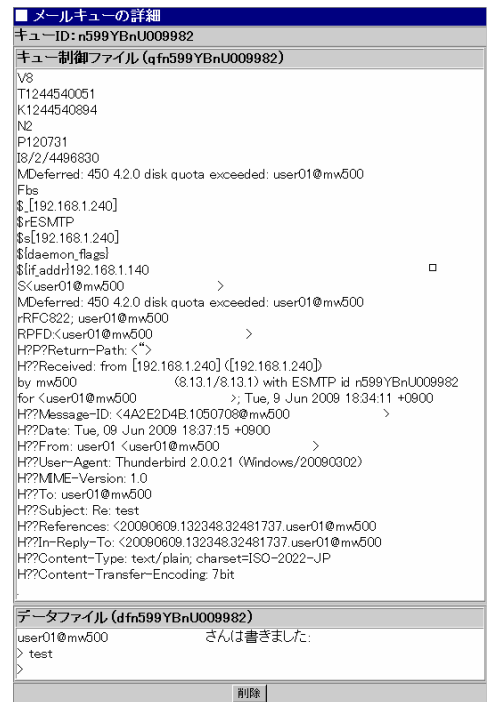 ■ メールキューの詳細
キューID: n599YBnU009982
キュー制御ファイル (qfn599YBnU009982)
V8
T1244540051
K1244540894
N2
P120731
I8/2/4496830
MDeferred: 450 4.2.0 disk quota exceeded: user01@mw500
Fbs
$_[192.168.1.240]
$rESMTP
$s[192.168.1.240]
${daemon_flags}
${if_addr}192.168.1.140
S<user01@mw500 >
MDeferred: 450 4.2.0 disk quota exceeded: user01@mw500
rRFC822; user01@mw500
RPFD:<user01@mw500 >
H?P?Return-Path: <“>
H??Received: from [192.168.1.240] ([192.168.1.240])
by mw500 (8.13.1/8.13.1) with ESMTP id n599YBnU009982
for <user01@mw500 >; Tue, 9 Jun 2009 18:34:11 +0900
H??Message-ID: <4A2E2D4B.1050708@mw500 >
H??Date: Tue, 09 Jun 2009 18:37:15 +0900
H??From: user01 <user01@mw500 >
H??User-Agent: Thunderbird 2.0.0.21 (Windows/20090302)
H??MIME-Version: 1.0
H??To: user01@mw500
H??Subject: Re: test
H??References: <20090609.132348.32481737.user01@mw500
H??In-Reply-To: <20090609.132348.32481737.user01@mw500
H??Content-Type: text/plain; charset=ISO-2022-JP
H??Content-Transfer-Encoding: 7bit
.
データファイル (dfn599YBnU009982)
user01@mw500 さんは書きました:
> test
>
削除